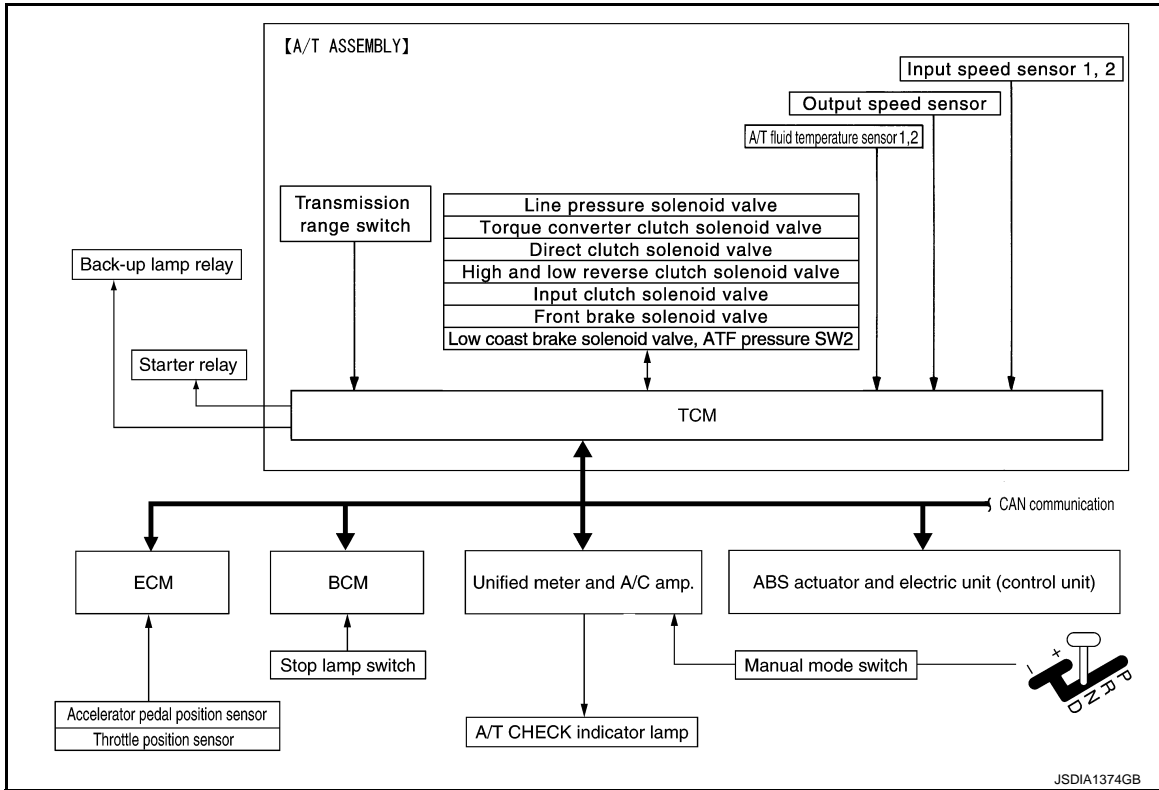 【A/T ASSEMBLY】
Input speed sensor 1, 2
Output speed sensor
A/T fluid temperature sensor 1,2
Transmission
range switch
Line pressure solenoid valve
Torque converter clutch solenoid valve
Direct clutch solenoid valve
High and low reverse clutch solenoid valve
Input clutch solenoid valve
Front brake solenoid valve
Low coast brake solenoid valve, ATF pressure SW2
Back-up lamp relay
Starter relay
TCM
CAN communication
ECM
BCM
Unified meter and A/C amp.
ABS actuator and electric unit (control unit)
Stop lamp switch
Manual mode switch
+
−
P R N D
Accelerator pedal position sensor
Throttle position sensor
A/T CHECK indicator lamp
JSDIA1374GB